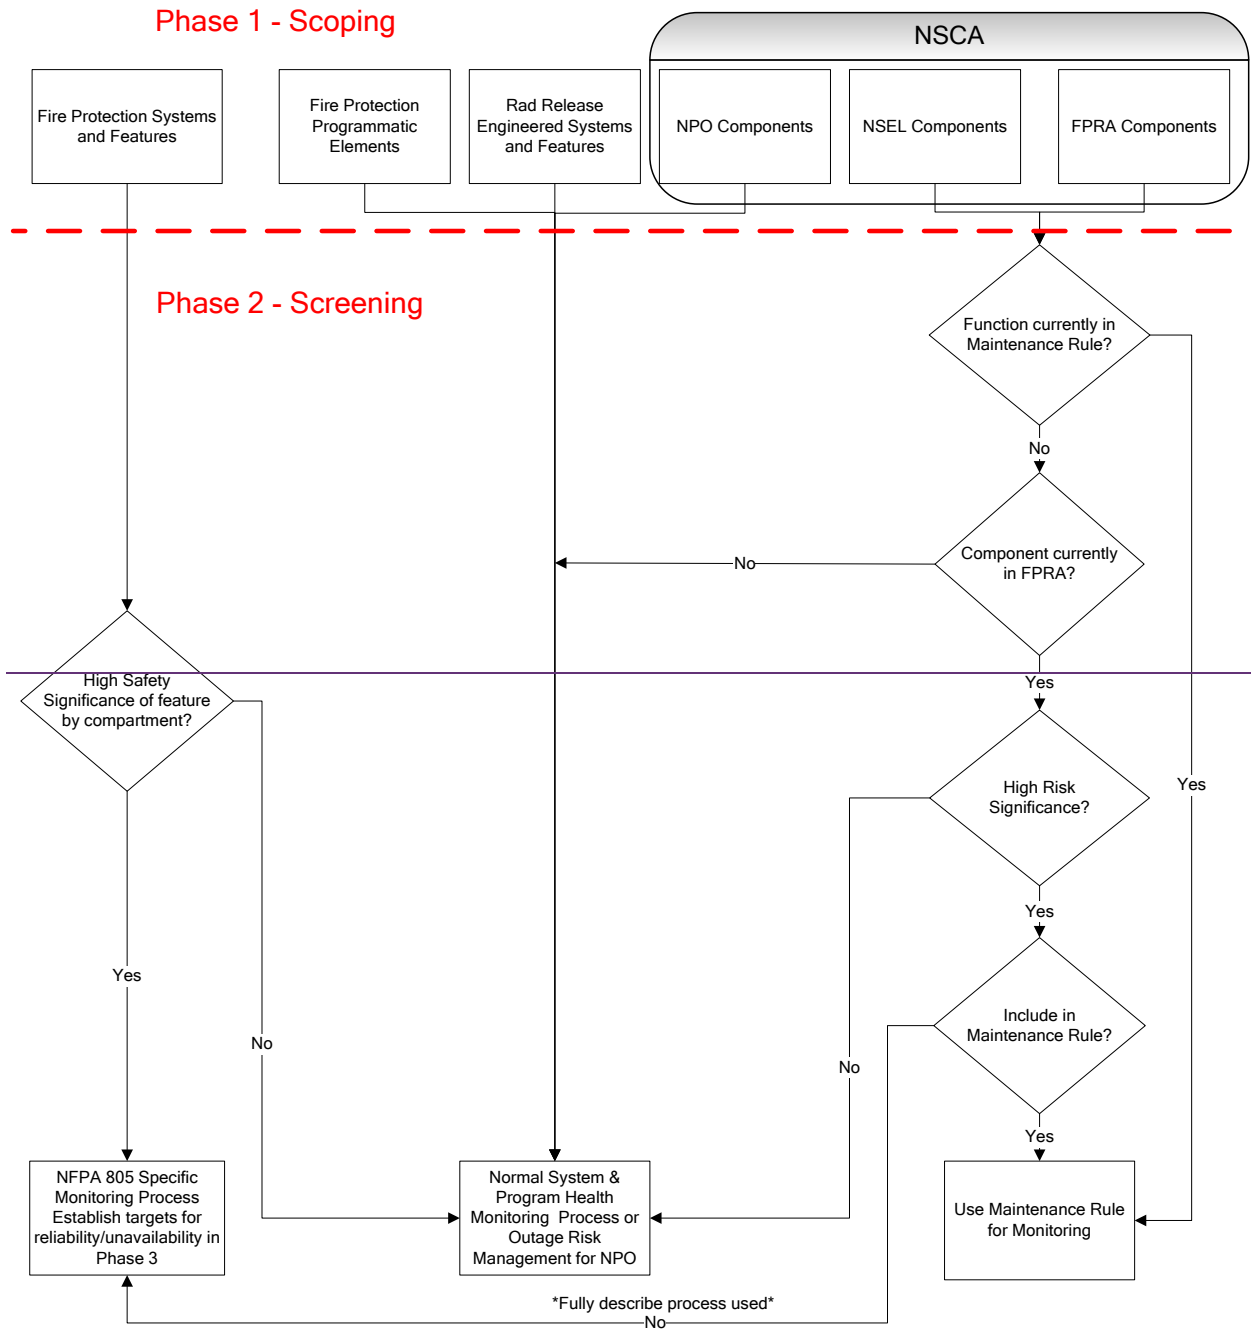 Phase 1 - Scoping
NSCA
Fire Protection Systems
and Features
Fire Protection
Programmatic
Elements
Rad Release
Engineered Systems
and Features
NPO Components
NSEL Components
FPRA Components
Phase 2 - Screening
Function currently in
Maintenance Rule?
No
Component currently
in FPRA?
No
High Safety
Significance of feature
by compartment?
Yes
High Risk
Significance?
Yes
Yes
Include in
Maintenance Rule?
Yes
No
No
Yes
NFPA 805 Specific
Monitoring Process
Establish targets for
reliability/unavailability in
Phase 3
Normal System &
Program Health
Monitoring  Process or
Outage Risk
Management for NPO
Use Maintenance Rule
for Monitoring
*Fully describe process used*
No